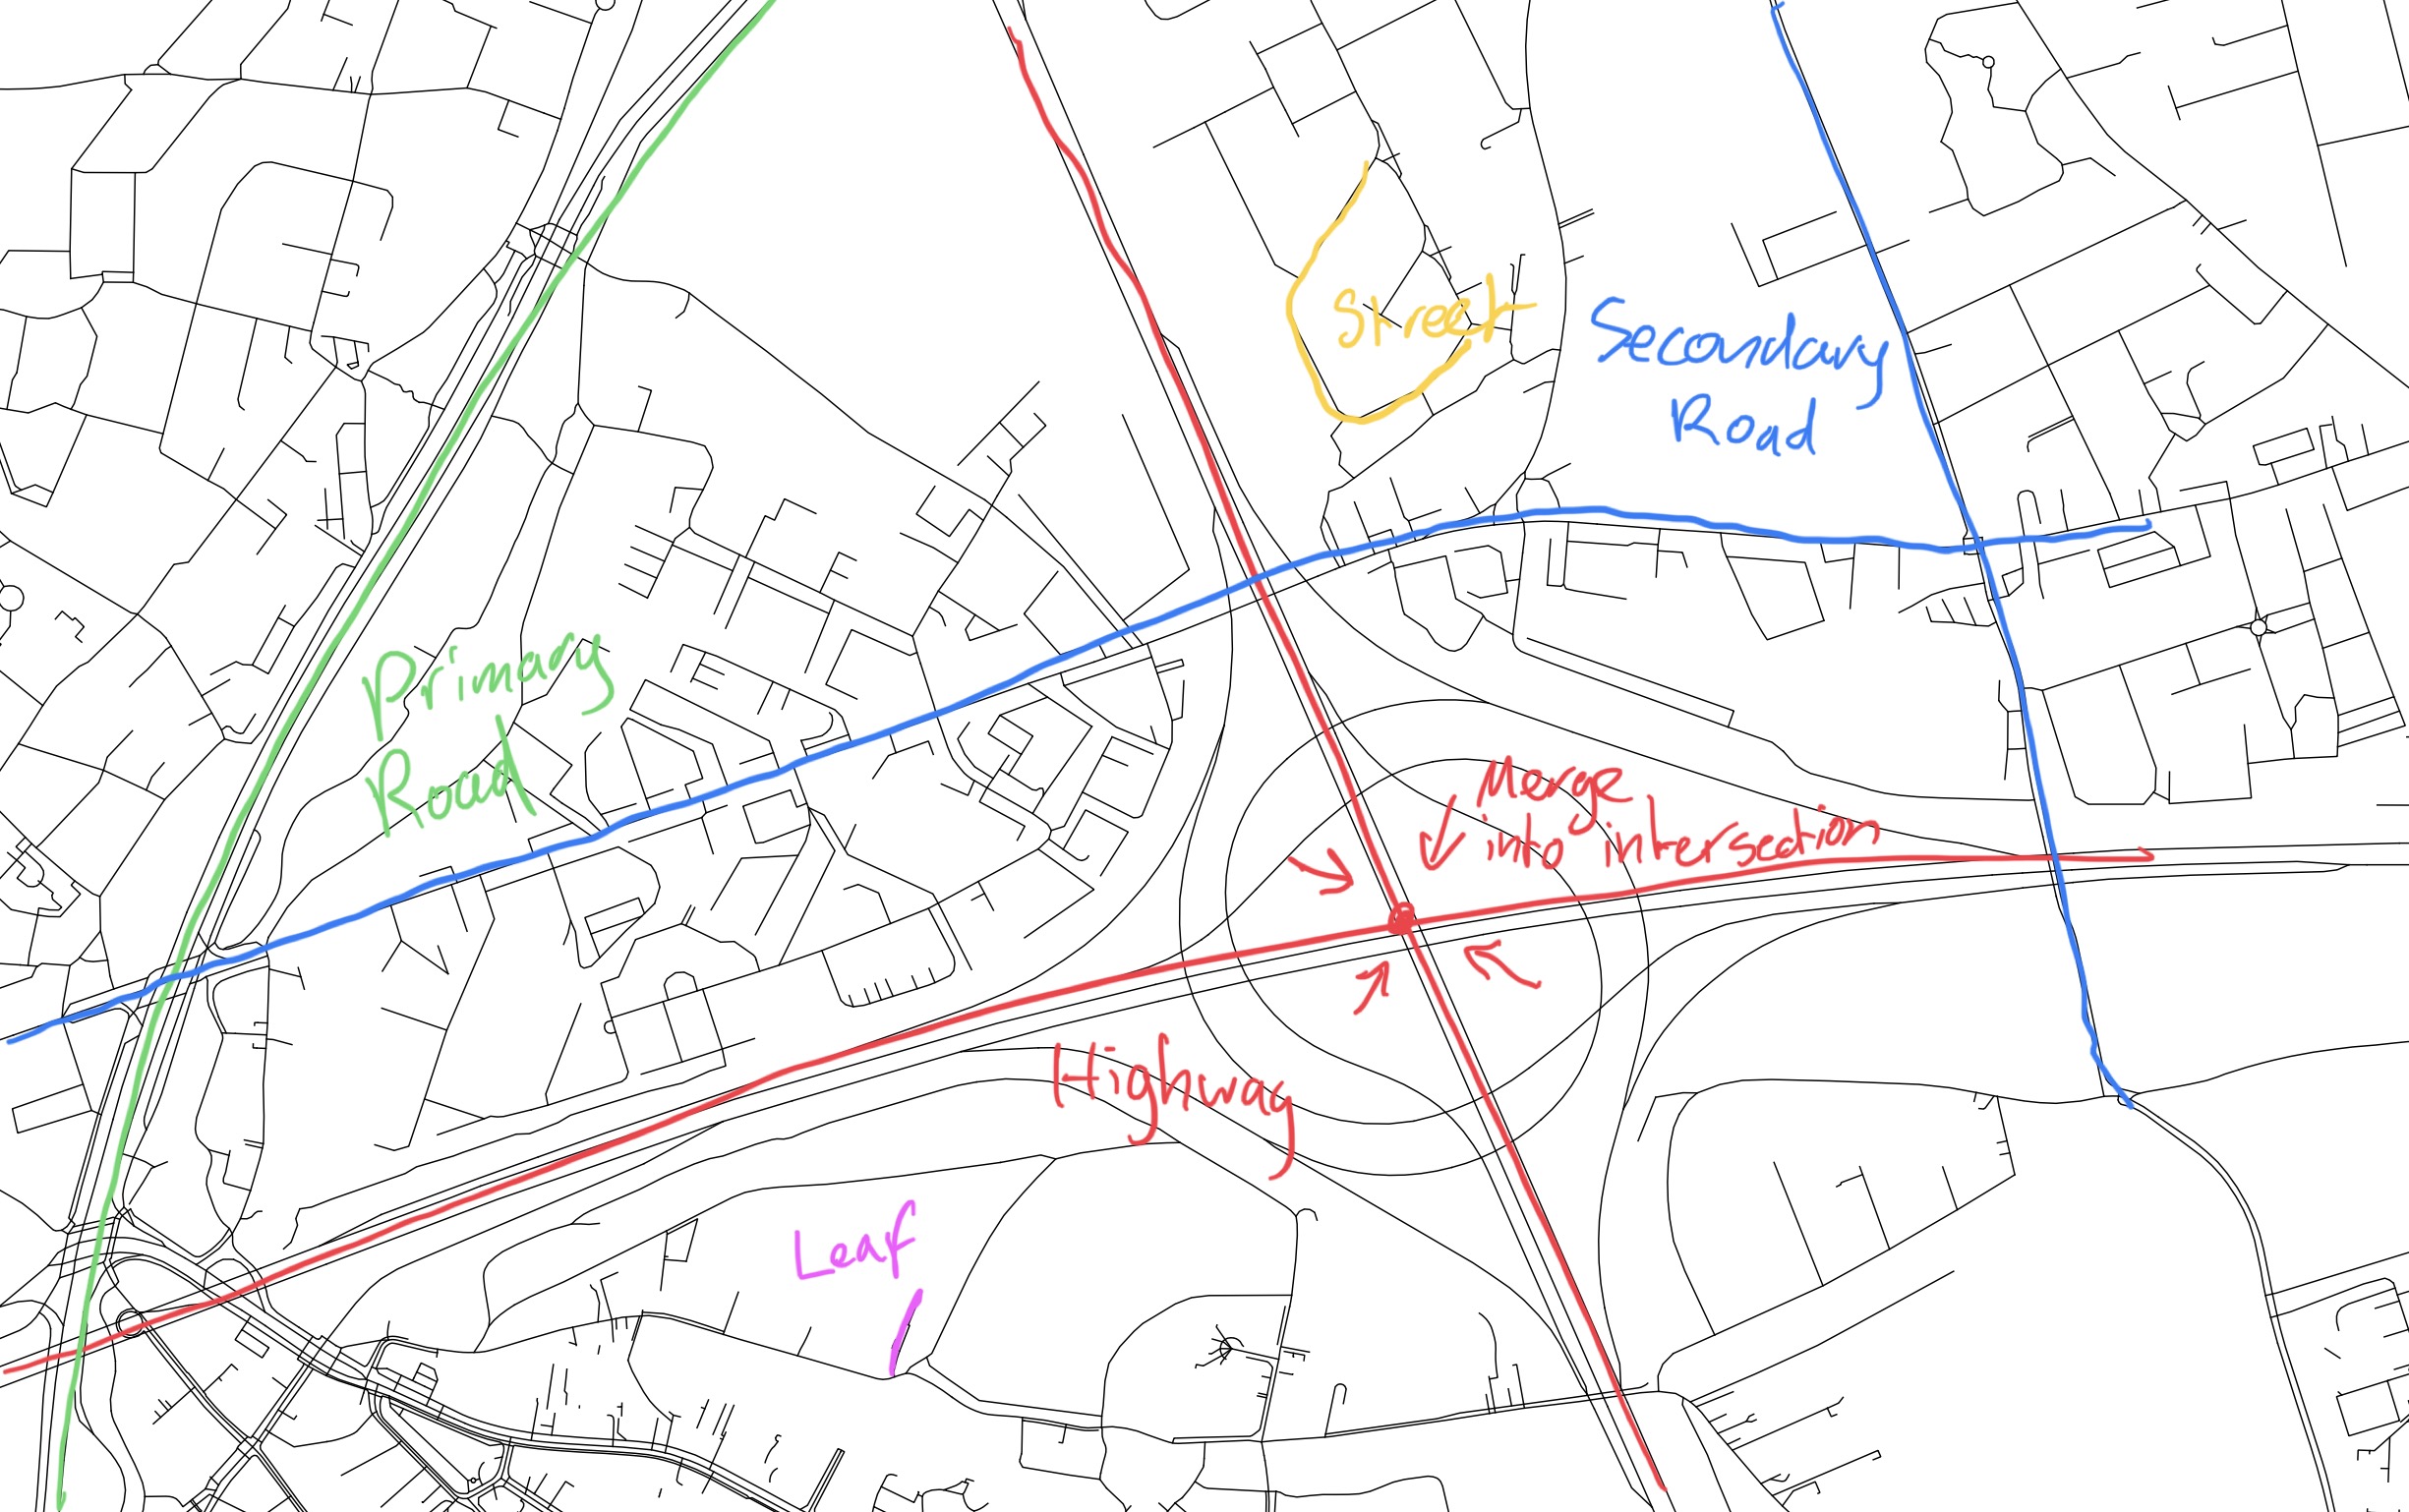 Street
Secondary
Road
Primary
Road
Merge
into intersection
Highway
Leaf